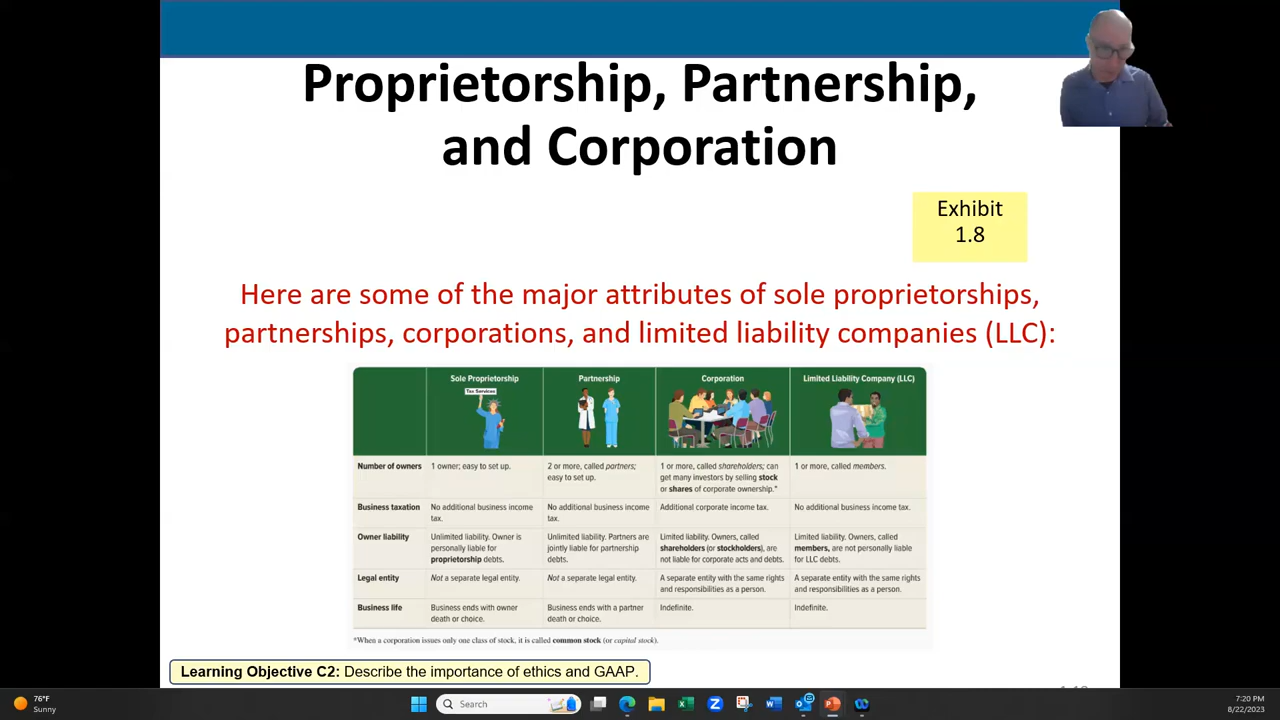 Proprietorship, Partnership,
and Corporation
Exhibit
1.8
Here are some of the major attributes of sole proprietorships,
partnerships, corporations, and limited liability companies (LLC):
Sole Proprietorship
Partnership
Corporation
Limited Liability Company (LLC)
Tax Services
Number of owners
1 owner; easy to set up.
2 or more, called partners;
easy to set up.
1 or more, called shareholders; can
get many investors by selling stock
or shares of corporate ownership.*
1 or more, called members.
Business taxation
No additional business income
tax.
No additional business income
tax.
Additional corporate income tax.
No additional business income tax.
Owner liability
Unlimited liability. Owner is
personally liable for
proprietorship debts.
Unlimited liability. Partners are
jointly liable for partnership
debts.
Limited liability. Owners, called
shareholders (or stockholders), are
not liable for corporate acts and debts.
Limited liability. Owners, called
members, are not personally liable
for LLC debts.
Legal entity
Not a separate legal entity.
Not a separate legal entity.
A separate entity with the same rights
and responsibilities as a person.
A separate entity with the same rights
and responsibilities as a person.
Business life
Business ends with owner
death or choice.
Business ends with a partner
death or choice.
Indefinite.
Indefinite.
*When a corporation issues only one class of stock, it is called common stock (or capital stock).
Learning Objective C2: Describe the importance of ethics and GAAP.
76°F
Sunny
Search
7:20 PM
8/22/2023